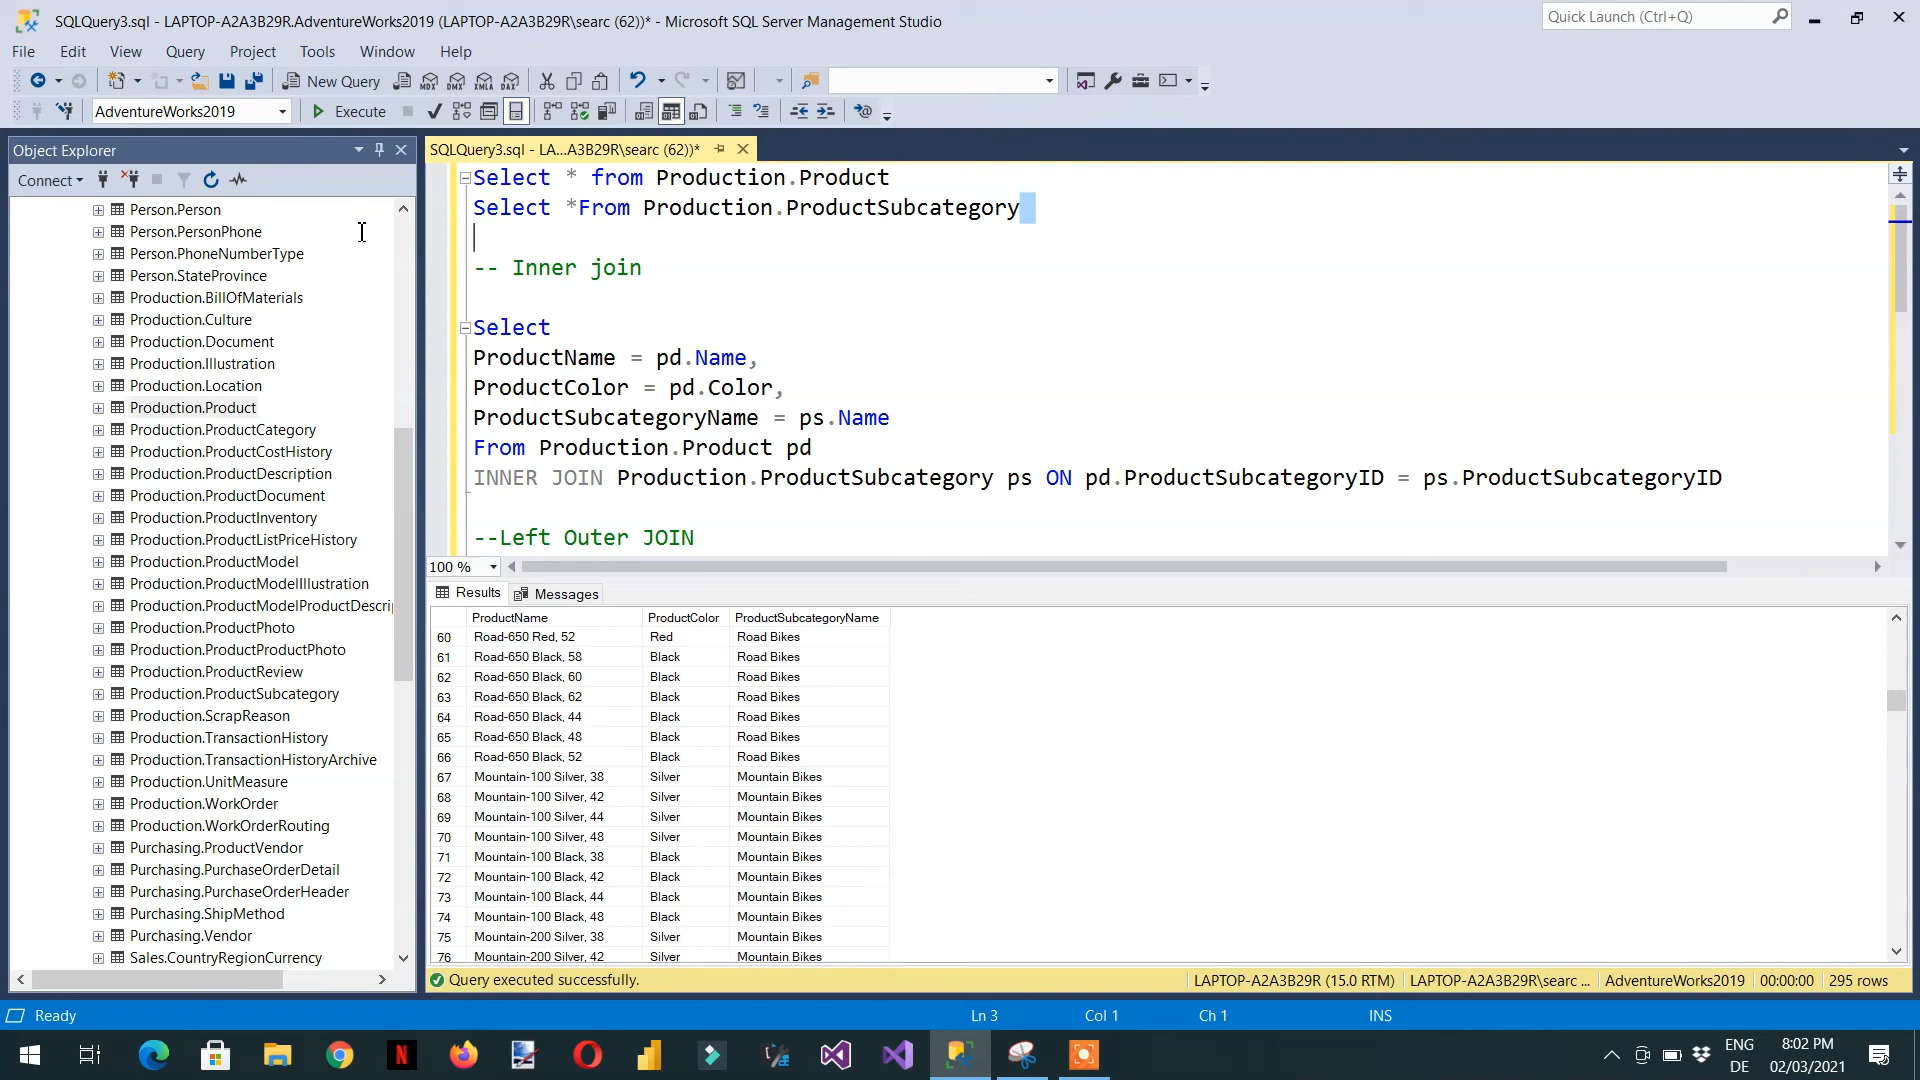 SQLQuery3.sql - LAPTOP-A2A3B29R.AdventureWorks2019 (LAPTOP-A2A3B29R\searc (62))* - Microsoft SQL Server Management Studio
Quick Launch (Ctrl+Q)
File Edit View Query Project Tools Window Help
New Query
MDX DMX XMLA DAX
AdventureWorks2019
Execute
Object Explorer
Connect
Person.Person
Person.PersonPhone
Person.PhoneNumberType
Person.StateProvince
Production.BillOfMaterials
Production.Culture
Production.Document
Production.Illustration
Production.Location
Production.Product
Production.ProductCategory
Production.ProductCostHistory
Production.ProductDescription
Production.ProductDocument
Production.ProductInventory
Production.ProductListPriceHistory
Production.ProductModel
Production.ProductModelIllustration
Production.ProductModelProductDescri
Production.ProductPhoto
Production.ProductProductPhoto
Production.ProductReview
Production.ProductSubcategory
Production.ScrapReason
Production.TransactionHistory
Production.TransactionHistoryArchive
Production.UnitMeasure
Production.WorkOrder
Production.WorkOrderRouting
Purchasing.ProductVendor
Purchasing.PurchaseOrderDetail
Purchasing.PurchaseOrderHeader
Purchasing.ShipMethod
Purchasing.Vendor
Sales.CountryRegionCurrency
SQLQuery3.sql - LA...A3B29R\searc (62))*
Select * from Production.Product
Select *From Production.ProductSubcategory
-- Inner join
Select
ProductName = pd.Name,
ProductColor = pd.Color,
ProductSubcategoryName = ps.Name
From Production.Product pd
INNER JOIN Production.ProductSubcategory ps ON pd.ProductSubcategoryID = ps.ProductSubcategoryID
--Left Outer JOIN
100 %
Results Messages
ProductName ProductColor ProductSubcategoryName
60 Road-650 Red, 52 Red Road Bikes
61 Road-650 Black, 58 Black Road Bikes
62 Road-650 Black, 60 Black Road Bikes
63 Road-650 Black, 62 Black Road Bikes
64 Road-650 Black, 44 Black Road Bikes
65 Road-650 Black, 48 Black Road Bikes
66 Road-650 Black, 52 Black Road Bikes
67 Mountain-100 Silver, 38 Silver Mountain Bikes
68 Mountain-100 Silver, 42 Silver Mountain Bikes
69 Mountain-100 Silver, 44 Silver Mountain Bikes
70 Mountain-100 Silver, 48 Silver Mountain Bikes
71 Mountain-100 Black, 38 Black Mountain Bikes
72 Mountain-100 Black, 42 Black Mountain Bikes
73 Mountain-100 Black, 44 Black Mountain Bikes
74 Mountain-100 Black, 48 Black Mountain Bikes
75 Mountain-200 Silver, 38 Silver Mountain Bikes
76 Mountain-200 Silver, 42 Silver Mountain Bikes
Query executed successfully.
LAPTOP-A2A3B29R (15.0 RTM) LAPTOP-A2A3B29R\searc ... AdventureWorks2019 00:00:00 295 rows
Ready Ln 3 Col 1 Ch 1 INS
N
ENG
DE
8:02 PM
02/03/2021